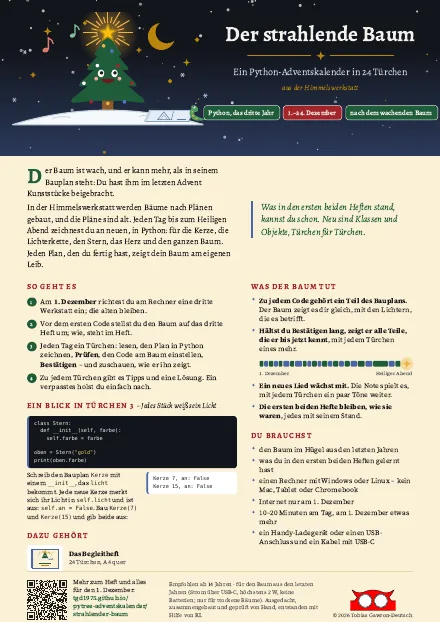 Der strahlende Baum
Ein Python-Adventskalender in 24 Türchen
aus der Himmelswerkstatt
Python, das dritte Jahr
1.–24. Dezember
nach dem wachenden Baum
Der Baum ist wach, und er kann mehr, als in seinem
Bauplan steht: Du hast ihm im letzten Advent
Kunststücke beigebracht.
In der Himmelswerkstatt werden Bäume nach Plänen
gebaut, und die Pläne sind alt. Jeden Tag bis zum Heiligen
Abend zeichnest du an neuen, in Python: für die Kerze, die
Lichterkette, den Stern, das Herz und den ganzen Baum.
Jeden Plan, den du fertig hast, zeigt dein Baum am eigenen
Leib.
Was in den ersten beiden Heften stand,
kannst du schon. Neu sind Klassen und
Objekte, Türchen für Türchen.
SO GEHT ES
1 Am 1. Dezember richtest du am Rechner eine dritte
Werkstatt ein; die alten bleiben.
2 Vor dem ersten Code stellst du den Baum auf das dritte
Heft um; wie, steht im Heft.
3 Jeden Tag ein Türchen: lesen, den Plan in Python
zeichnen, Prüfen, den Code am Baum einstellen,
Bestätigen – und zuschauen, wie er ihn zeigt.
4 Zu jedem Türchen gibt es Tipps und eine Lösung. Ein
verpasstes holst du einfach nach.
EIN BLICK IN TÜRCHEN 3 – Jedes Stück weiß sein Licht
class Stern:
def __init__(self, farbe):
self.farbe = farbe
oben = Stern("gold")
print(oben.farbe)
Schreib den Bauplan Kerze mit
einem __init__, das licht
bekommt. Jede neue Kerze merkt
sich ihr Licht in self.licht und ist
aus: self.an = False. Bau Kerze(7)
und Kerze(15) und gib beide aus:
Kerze 7, an: False
Kerze 15, an: False
DAZU GEHÖRT
Das Begleitheft
24 Türchen, A4 quer
WAS DER BAUM TUT
* Zu jedem Code gehört ein Teil des Bauplans.
Der Baum zeigt es dir gleich, mit den Lichtern,
die es betrifft.
* Hältst du Bestätigen lang, zeigt er alle Teile,
die er bis jetzt kennt, mit jedem Türchen
eines mehr.
1. Dezember
Heiliger Abend
* Ein neues Lied wächst mit. Die Note spielt es,
mit jedem Türchen ein paar Töne weiter.
* Die ersten beiden Hefte bleiben, wie sie
waren, jedes mit seinem Stand.
DU BRAUCHST
* den Baum im Hügel aus den letzten Jahren
* was du in den ersten beiden Heften gelernt
hast
* einen Rechner mit Windows oder Linux – kein
Mac, Tablet oder Chromebook
* Internet nur am 1. Dezember
* 10–20 Minuten am Tag, am 1. Dezember etwas
mehr
* ein Handy-Ladegerät oder einen USB-
Anschluss und ein Kabel mit USB-C
Mehr zum Heft und alles
für den 1. Dezember:
tgd1975.github.io/
pytree-adventskalender/
strahlender-baum
Empfohlen ab 14 Jahren · für den Baum aus den letzten
Jahren (Strom über USB-C, höchstens 2 W, keine
Batterien; nur für trockene Räume). Ausgedacht,
zusammengebaut und geprüft von Hand, entstanden mit
Hilfe von KI.
© 2026 Tobias Gawron-Deutsch